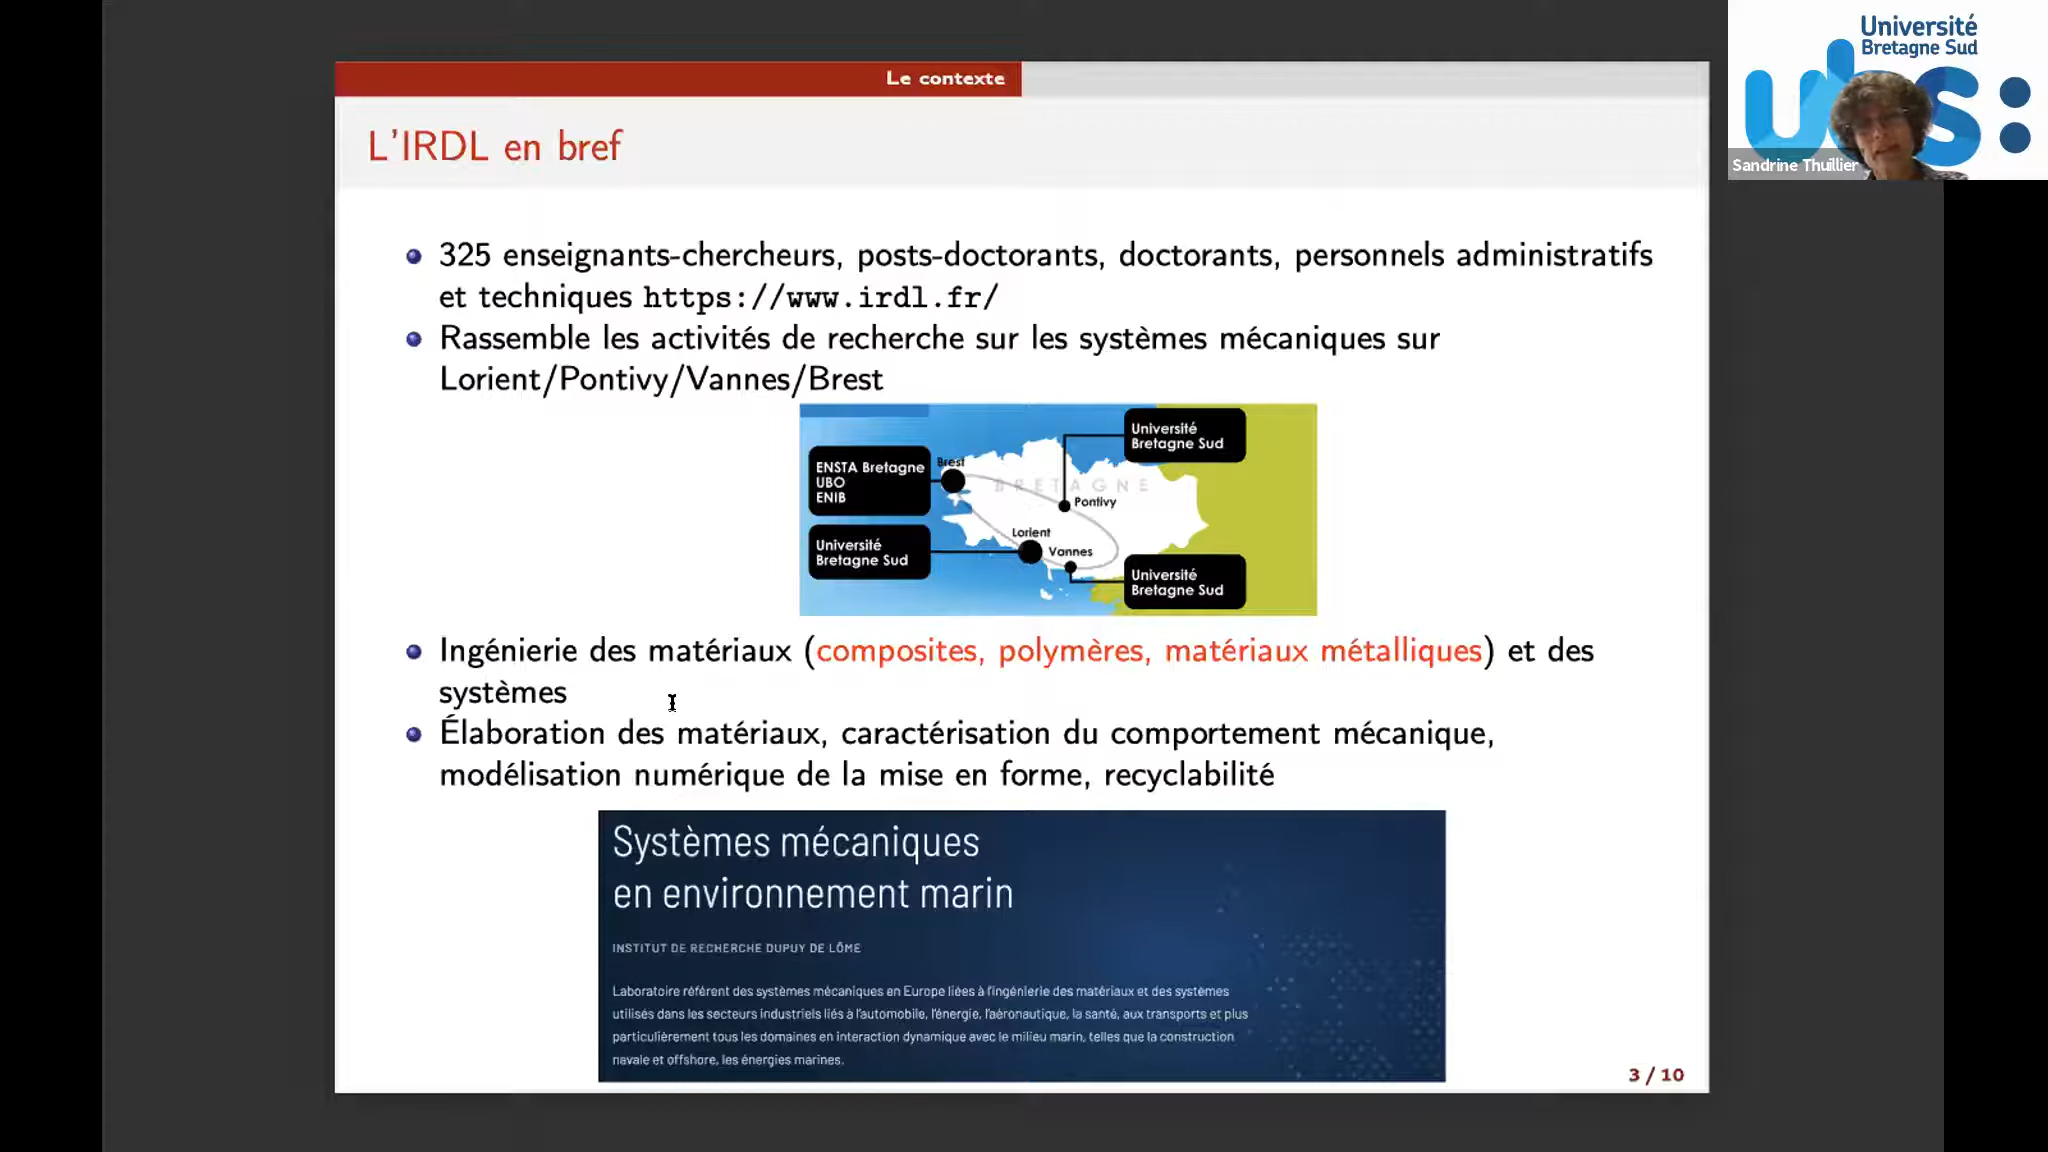 Le contexte
L'IRDL en bref
325 enseignants-chercheurs, posts-doctorants, doctorants, personnels administratifs
et techniques https://www.irdl.fr/
Rassemble les activités de recherche sur les systèmes mécaniques sur
Lorient/Pontivy/Vannes/Brest
ENSTA Bretagne
UBO
ENIB
Brest
Université
Bretagne Sud
BRETAGNE
Pontivy
Université
Bretagne Sud
Lorient
Vannes
Université
Bretagne Sud
Ingénierie des matériaux (composites, polymères, matériaux métalliques) et des
systèmes
Élaboration des matériaux, caractérisation du comportement mécanique,
modélisation numérique de la mise en forme, recyclabilité
Systèmes mécaniques
en environnement marin
INSTITUT DE RECHERCHE DUPUY DE LÔME
Laboratoire référent des systèmes mécaniques en Europe liées à l'ingénierie des matériaux et des systèmes
utilisés dans les secteurs industriels liés à l'automobile, l'énergie, l'aéronautique, la santé, aux transports et plus
particulièrement tous les domaines en interaction dynamique avec le milieu marin, telles que la construction
navale et offshore, les énergies marines.
3 / 10
Université
Bretagne Sud
ubs:
Sandrine Thuillier